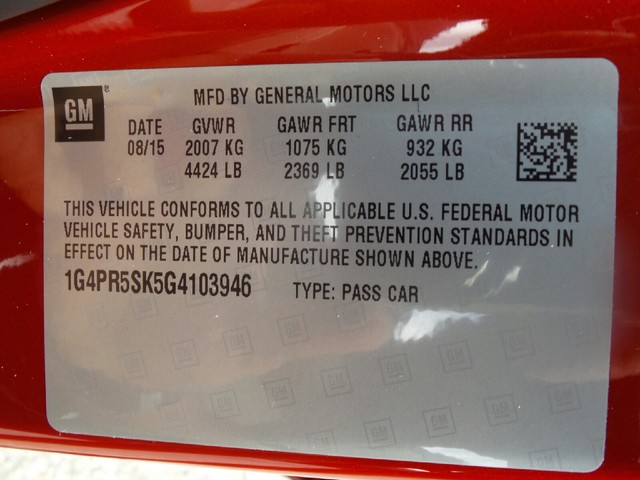 GM
®
MFD BY GENERAL MOTORS LLC
DATE GVWR GAWR FRT GAWR RR
08/15 2007 KG 1075 KG 932 KG
4424 LB 2369 LB 2055 LB
THIS VEHICLE CONFORMS TO ALL APPLICABLE U.S. FEDERAL MOTOR
VEHICLE SAFETY, BUMPER, AND THEFT PREVENTION STANDARDS IN
EFFECT ON THE DATE OF MANUFACTURE SHOWN ABOVE.
1G4PR5SK5G4103946 TYPE: PASS CAR